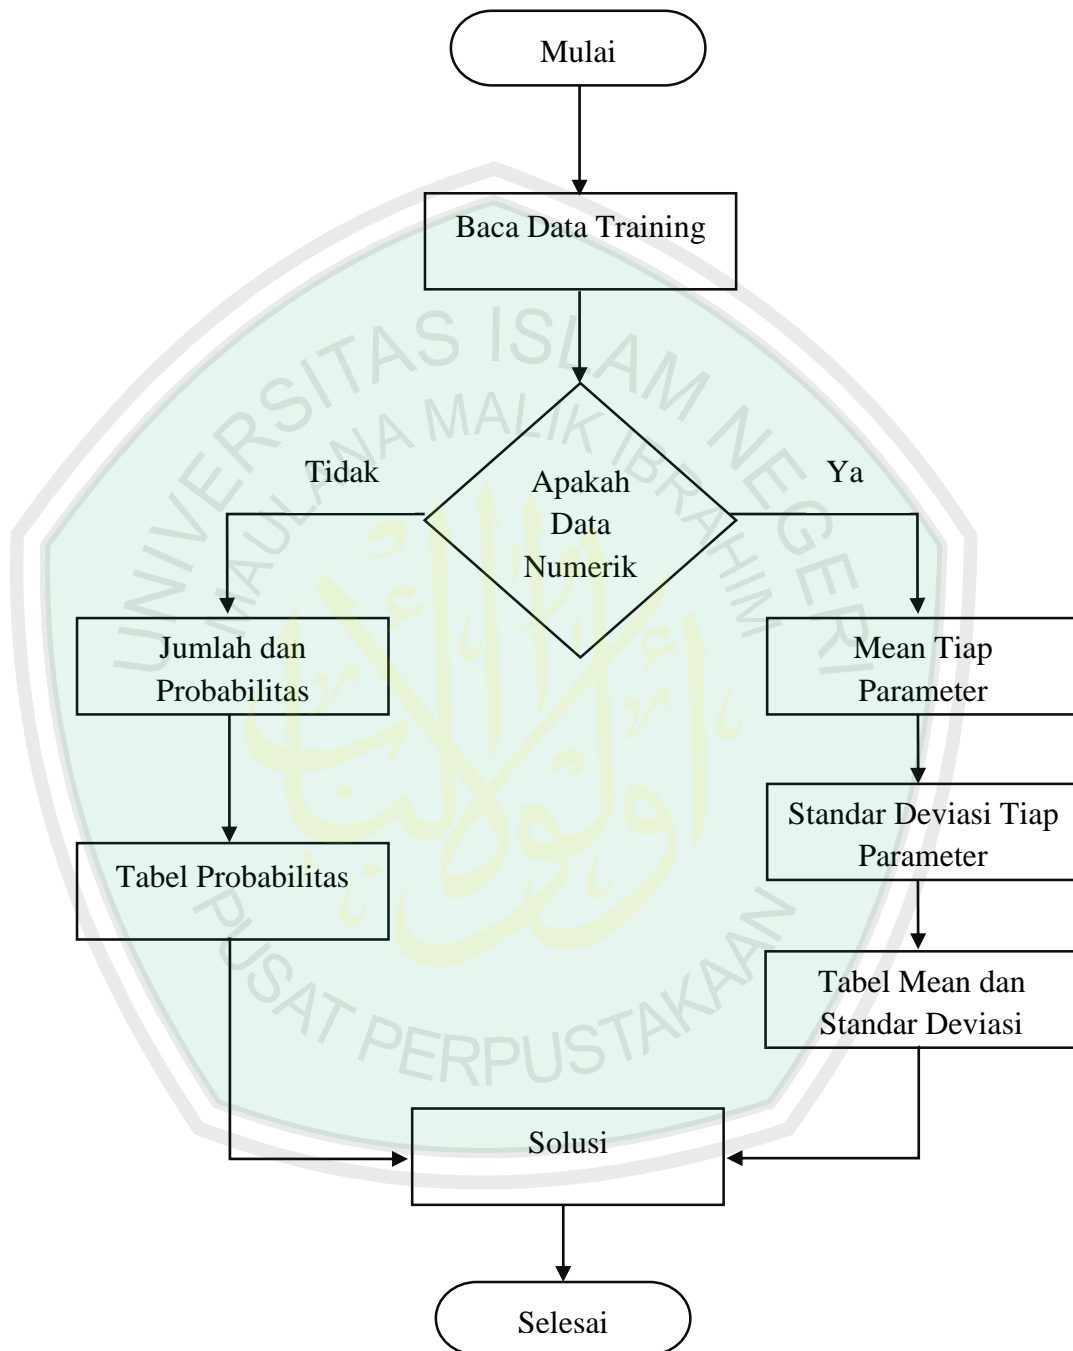 Mulai
Baca Data Training
UNIVERSITAS ISLAM NEGERI
MAULANA MALIK IBRAHIM
Tidak
Ya
Apakah
Data
Numerik
Jumlah dan
Probabilitas
Mean Tiap
Parameter
Standar Deviasi Tiap
Parameter
Tabel Probabilitas
Tabel Mean dan
Standar Deviasi
PUSAT PERPUSTAKAAN
Solusi
Selesai